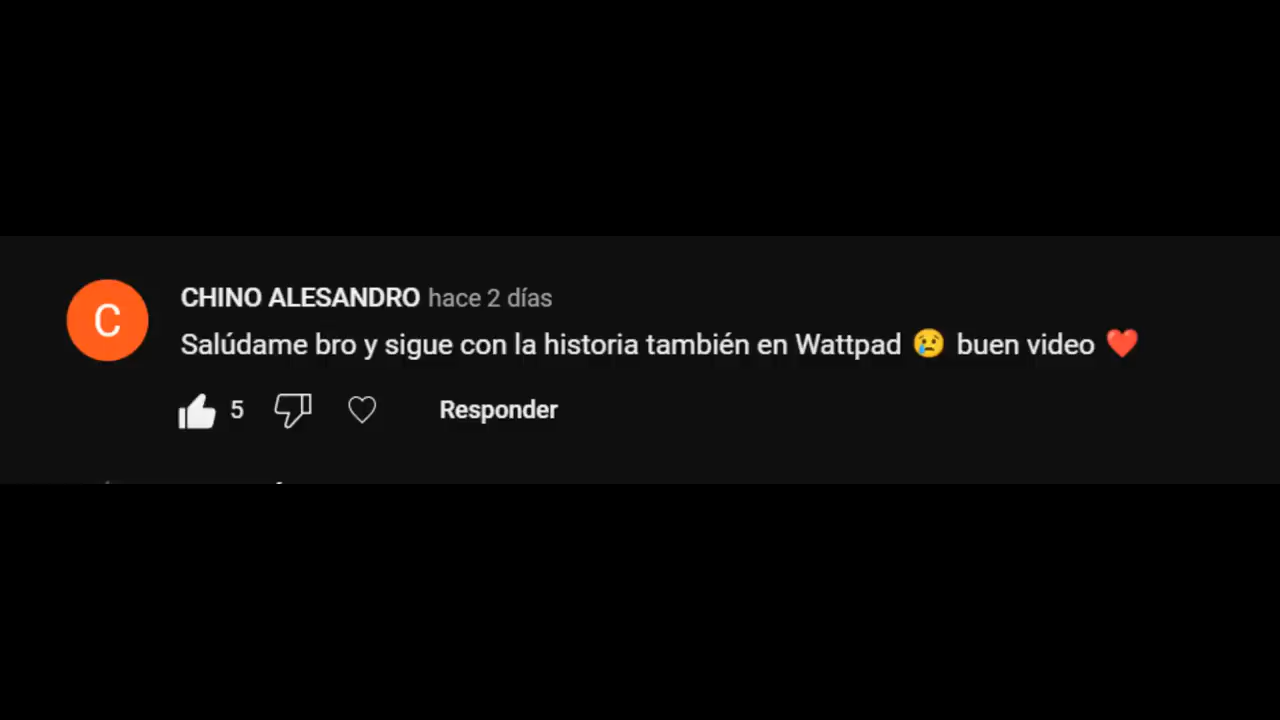 C
CHINO ALESANDRO hace 2 días
Salúdame bro y sigue con la historia también en Wattpad 😢 buen video ❤️
5 Responder